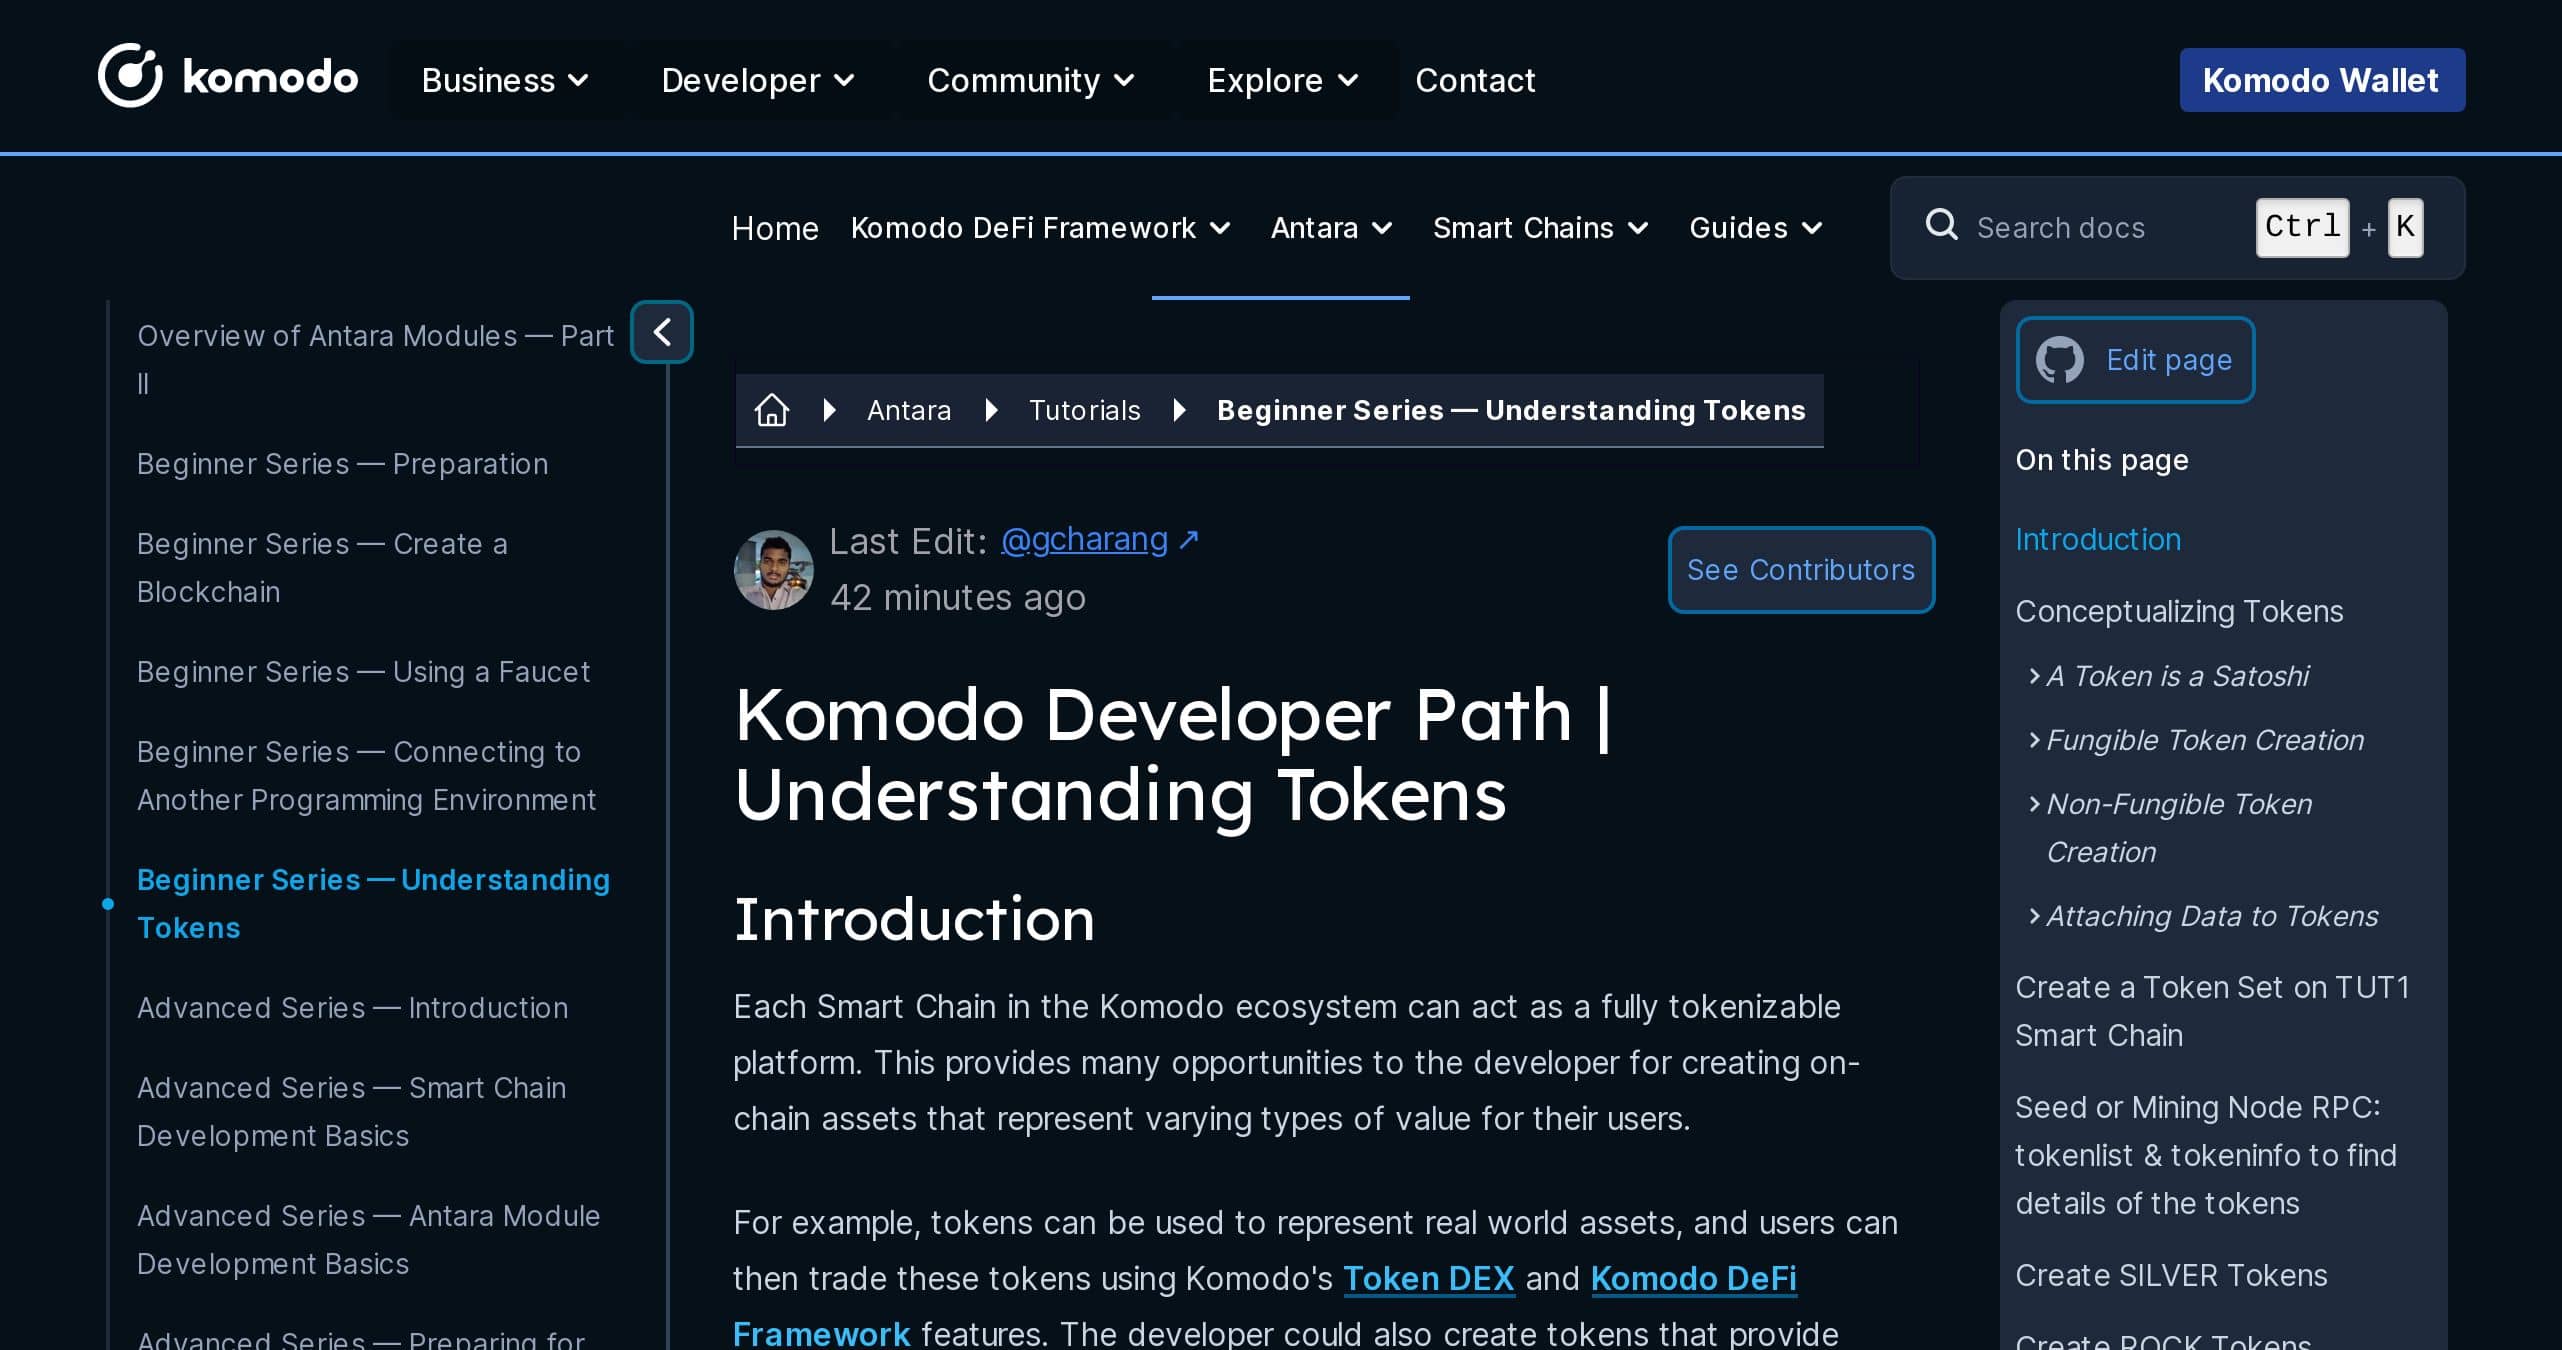 komodo
Business
Developer
Community
Explore
Contact
Komodo Wallet
Home
Komodo DeFi Framework
Antara
Smart Chains
Guides
Search docs
Ctrl + K
Overview of Antara Modules — Part
II
Beginner Series — Preparation
Beginner Series — Create a
Blockchain
Beginner Series — Using a Faucet
Beginner Series — Connecting to
Another Programming Environment
Beginner Series — Understanding
Tokens
Advanced Series — Introduction
Advanced Series — Smart Chain
Development Basics
Advanced Series — Antara Module
Development Basics
Advanced Series — Preparing for
Antara
Tutorials
Beginner Series — Understanding Tokens
Last Edit: @gcharang ↗
42 minutes ago
See Contributors
Komodo Developer Path |
Understanding Tokens
Introduction
Each Smart Chain in the Komodo ecosystem can act as a fully tokenizable
platform. This provides many opportunities to the developer for creating on-
chain assets that represent varying types of value for their users.
For example, tokens can be used to represent real world assets, and users can
then trade these tokens using Komodo's Token DEX and Komodo DeFi
Framework features. The developer could also create tokens that provide
Edit page
On this page
Introduction
Conceptualizing Tokens
A Token is a Satoshi
Fungible Token Creation
Non-Fungible Token
Creation
Attaching Data to Tokens
Create a Token Set on TUT1
Smart Chain
Seed or Mining Node RPC:
tokenlist & tokeninfo to find
details of the tokens
Create SILVER Tokens
Create ROCK Tokens